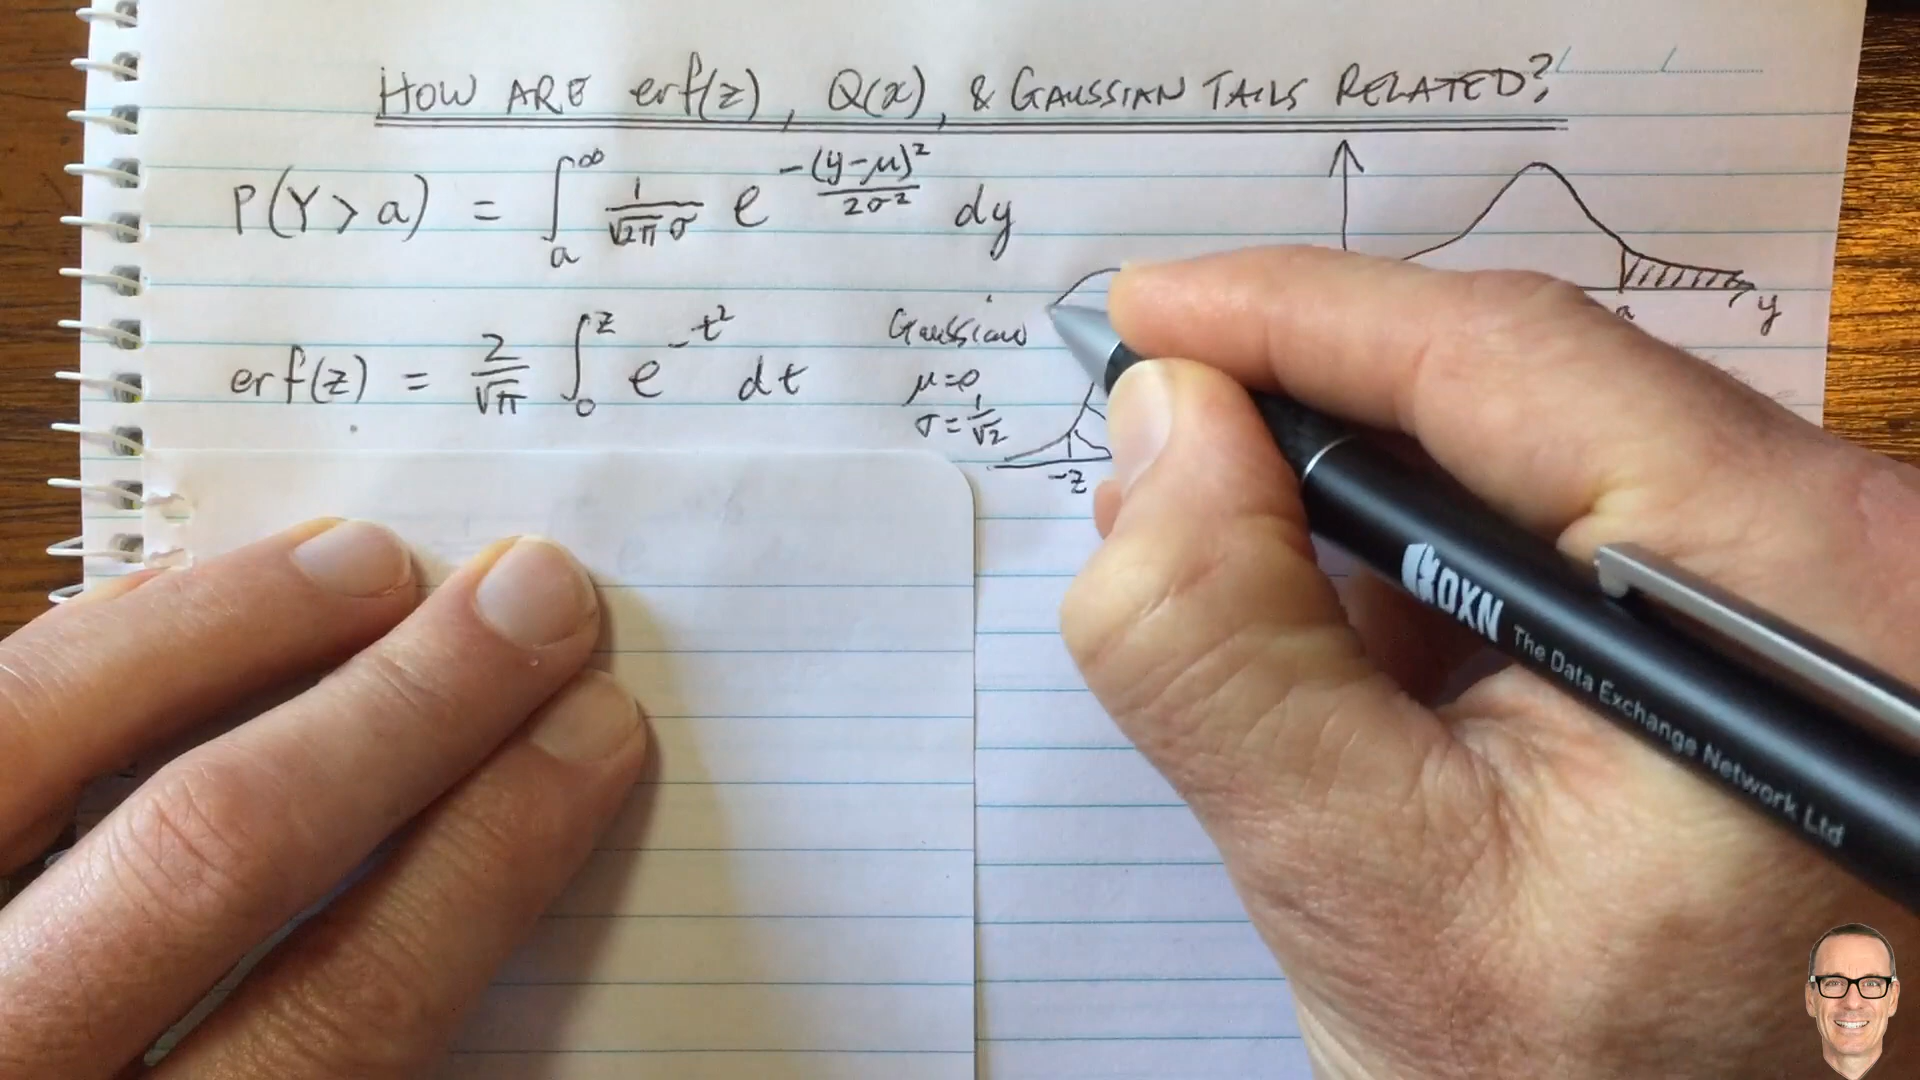 HOW ARE erf(z), Q(x), & GAUSSIAN TAILS RELATED?
P(Y > a) = ∫_a^∞ 1/(√2π σ) e^{-(y-μ)²/2σ²} dy
a
y
erf(z) = 2/√π ∫_0^z e^{-t²} dt
Gaussian
μ=0
σ = 1/√2
-z
DXN
The Data Exchange Network Ltd